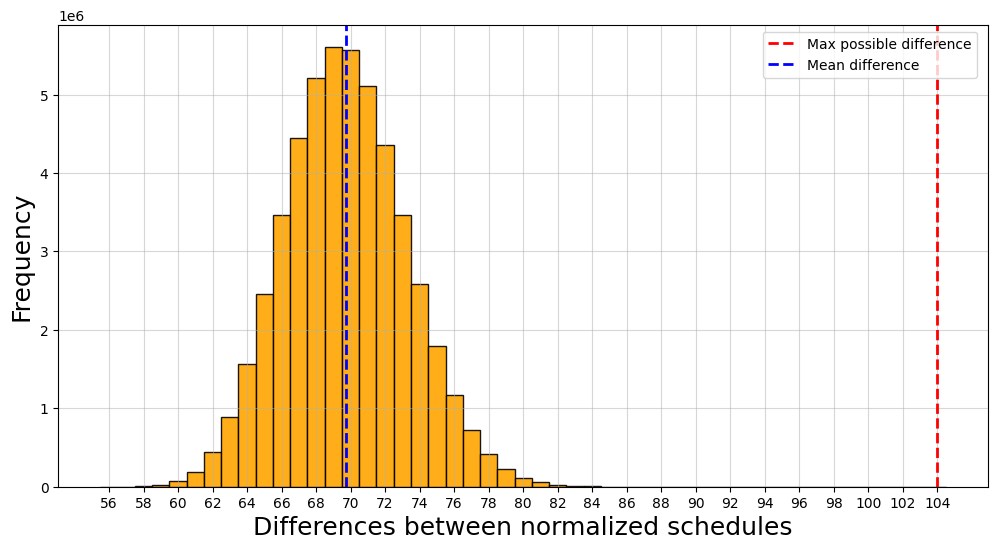 1e6
Max possible difference
Mean difference
5
4
3
2
1
0
Frequency
56 58 60 62 64 66 68 70 72 74 76 78 80 82 84 86 88 90 92 94 96 98 100 102 104
Differences between normalized schedules